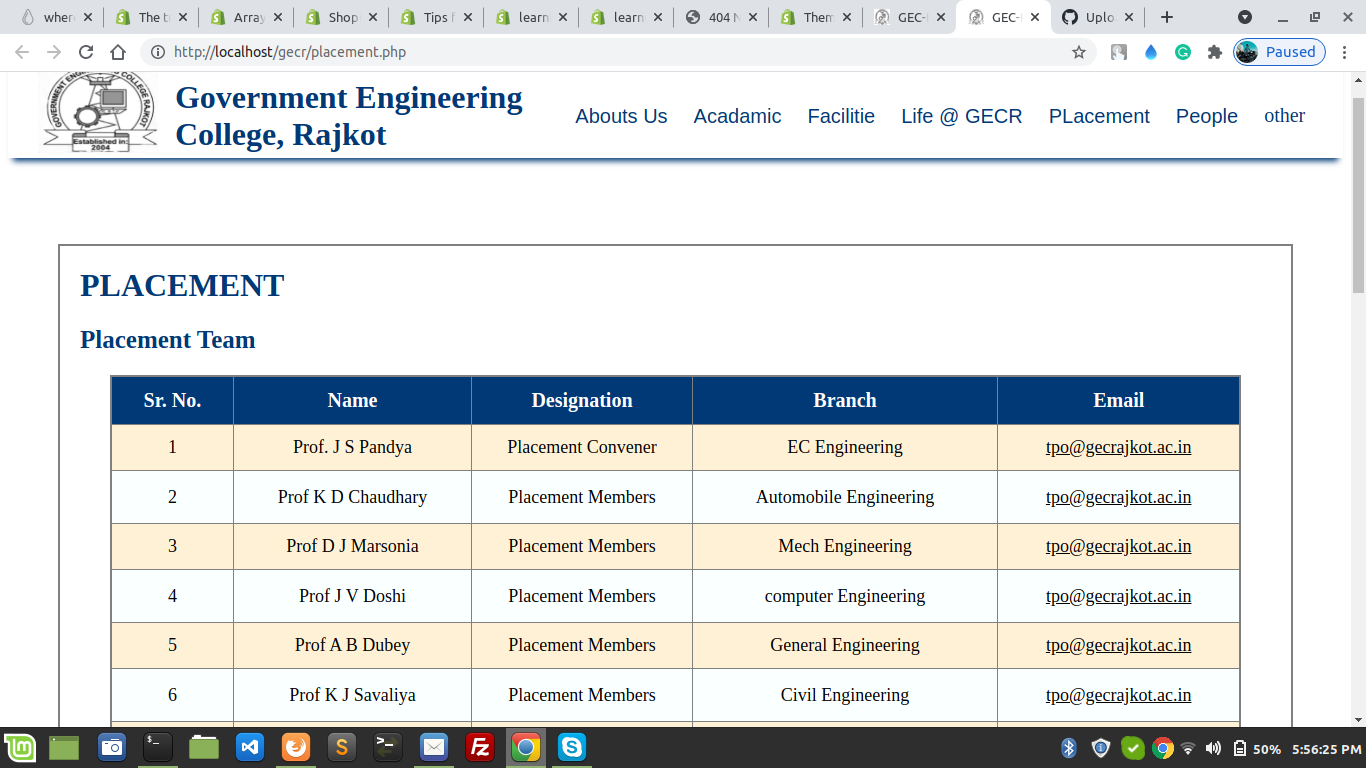 where
The t
Array
Shop
Tips f
learn
learn
404 N
Them
GEC-
GEC-
Uplo
http://localhost/gecr/placement.php
Paused
GOVERNMENT ENGINEERING COLLEGE RAJKOT
Established in:
2004
Government Engineering
College, Rajkot
Abouts Us Acadamic Facilitie Life @ GECR PLacement People other
PLACEMENT
Placement Team
Sr. No. Name Designation Branch Email
1 Prof. J S Pandya Placement Convener EC Engineering tpo@gecrajkot.ac.in
2 Prof K D Chaudhary Placement Members Automobile Engineering tpo@gecrajkot.ac.in
3 Prof D J Marsonia Placement Members Mech Engineering tpo@gecrajkot.ac.in
4 Prof J V Doshi Placement Members computer Engineering tpo@gecrajkot.ac.in
5 Prof A B Dubey Placement Members General Engineering tpo@gecrajkot.ac.in
6 Prof K J Savaliya Placement Members Civil Engineering tpo@gecrajkot.ac.in
50% 5:56:25 PM